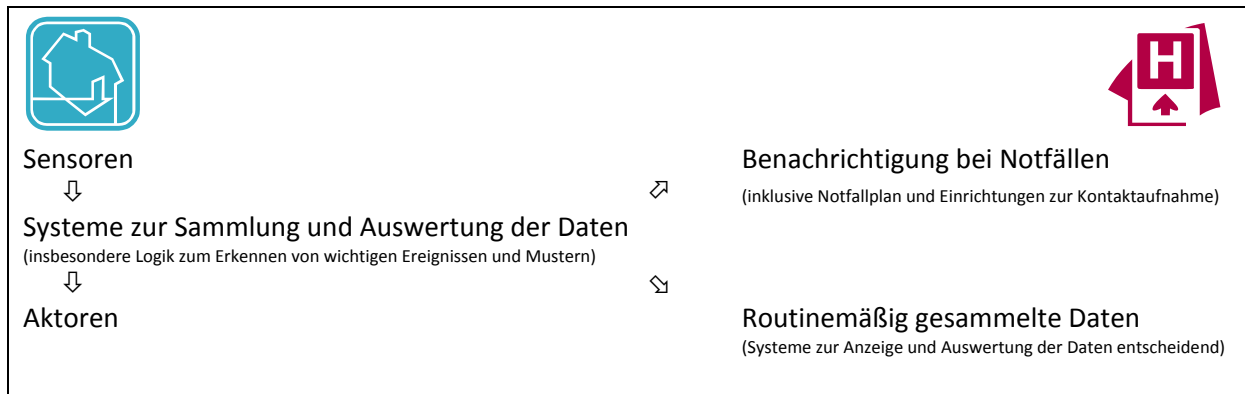 H
Sensoren
⇩
Systeme zur Sammlung und Auswertung der Daten
(insbesondere Logik zum Erkennen von wichtigen Ereignissen und Mustern)
⇩
Aktoren
⬀
Benachrichtigung bei Notfällen
(inklusive Notfallplan und Einrichtungen zur Kontaktaufnahme)
⬂
Routinemäßig gesammelte Daten
(Systeme zur Anzeige und Auswertung der Daten entscheidend)